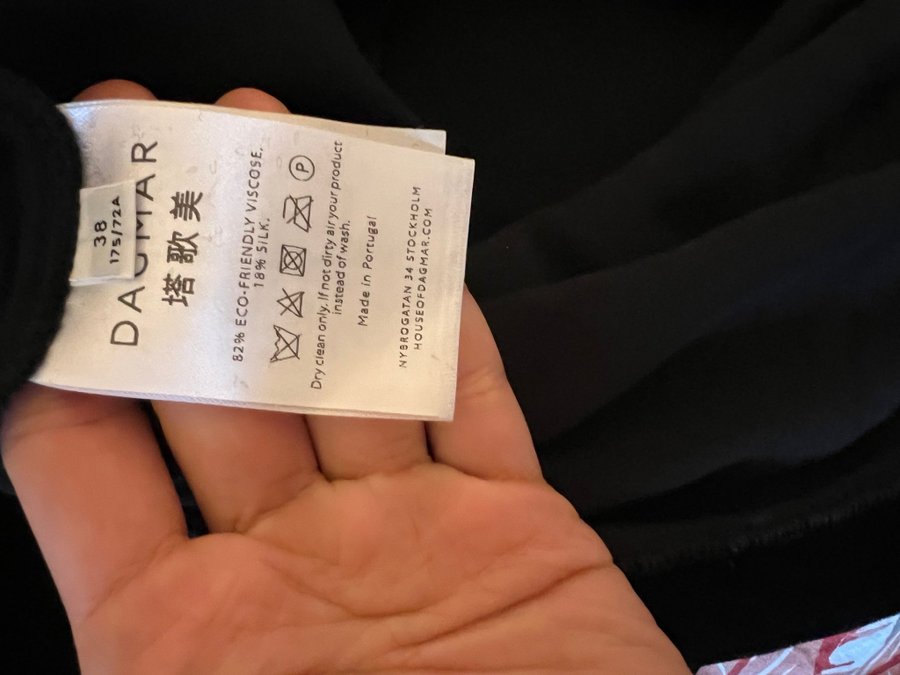 DAGMAR
塔歌美
38
175/72A
82% ECO-FRIENDLY VISCOSE,
18% SILK.
P
Dry clean only. If not dirty air your product
instead of wash.
Made in Portugal
NYBROGATAN 34 STOCKHOLM
HOUSEOFDAGMAR.COM